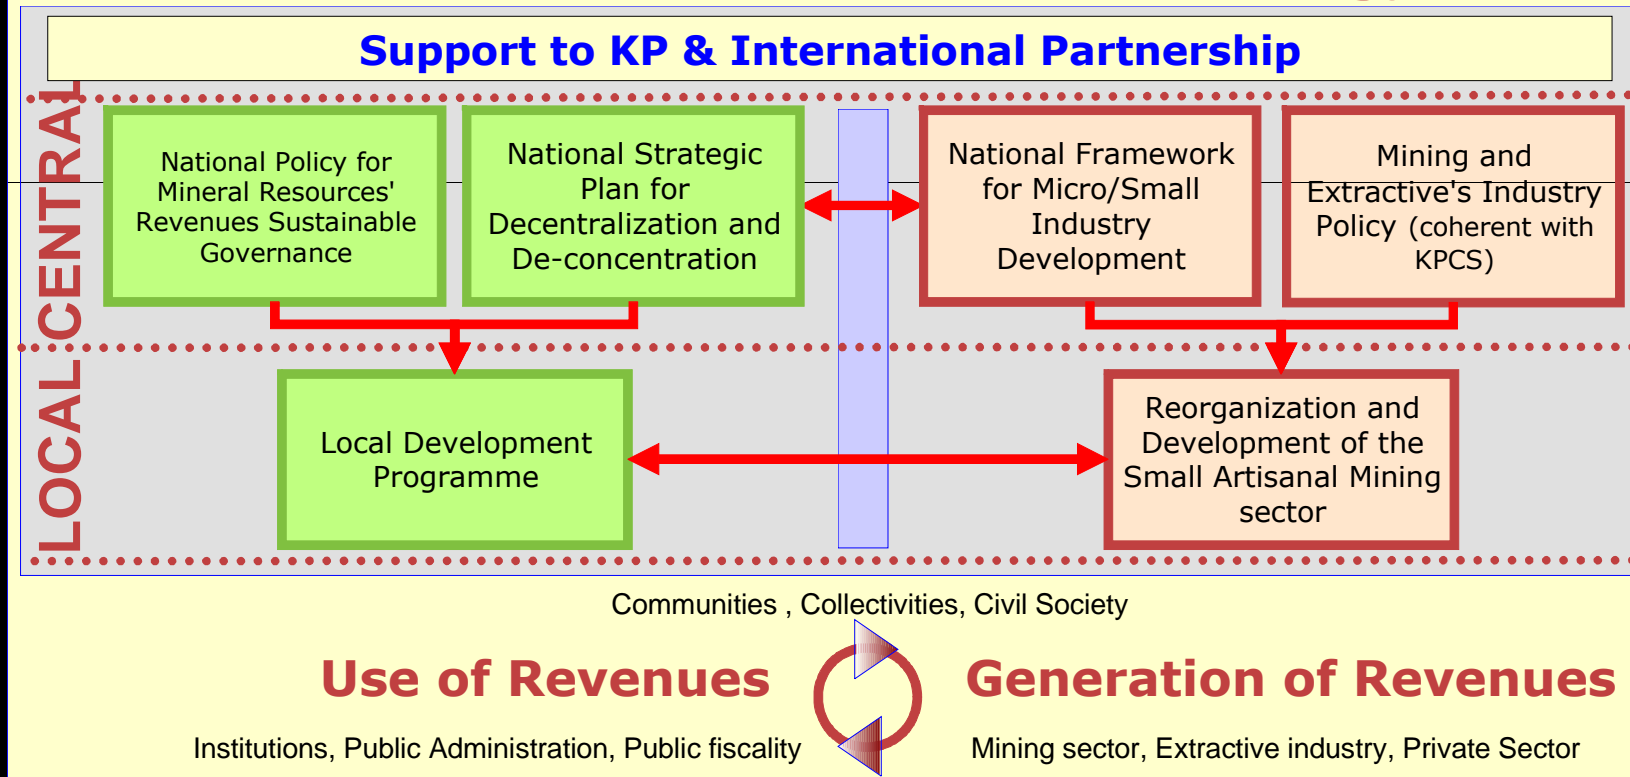 Support to KP & International Partnership
CENTRAL
National Policy for
Mineral Resources'
Revenues Sustainable
Governance
National Strategic
Plan for
Decentralization and
De-concentration
National Framework
for Micro/Small
Industry
Development
Mining and
Extractive's Industry
Policy (coherent with
KPCS)
LOCAL
Local Development
Programme
Reorganization and
Development of the
Small Artisanal Mining
sector
Communities , Collectivities, Civil Society
Use of Revenues
Generation of Revenues
Institutions, Public Administration, Public fiscality
Mining sector, Extractive industry, Private Sector